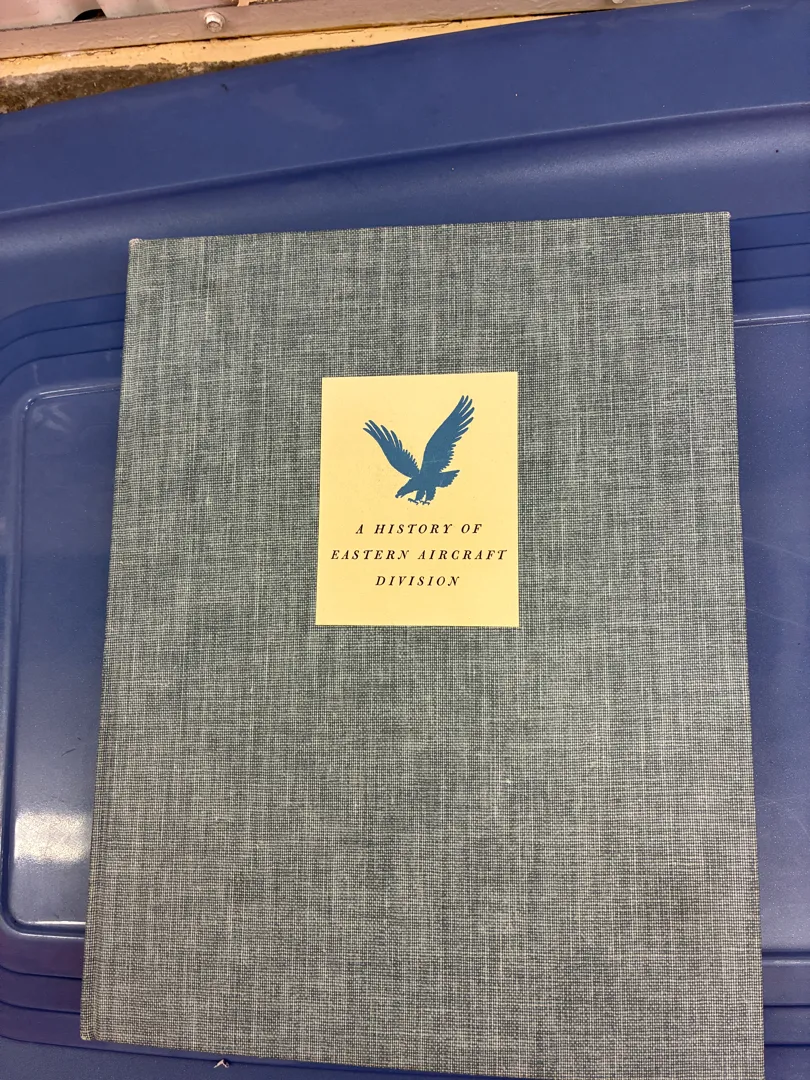 A HISTORY OF
EASTERN AIRCRAFT
DIVISION